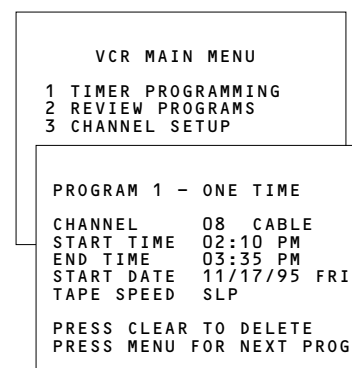 VCR MAIN MENU
1 TIMER PROGRAMMING
2 REVIEW PROGRAMS
3 CHANNEL SETUP
PROGRAM 1 – ONE TIME
CHANNEL 08 CABLE
START TIME 02:10 PM
END TIME 03:35 PM
START DATE 11/17/95 FRI
TAPE SPEED SLP
PRESS CLEAR TO DELETE
PRESS MENU FOR NEXT PROG